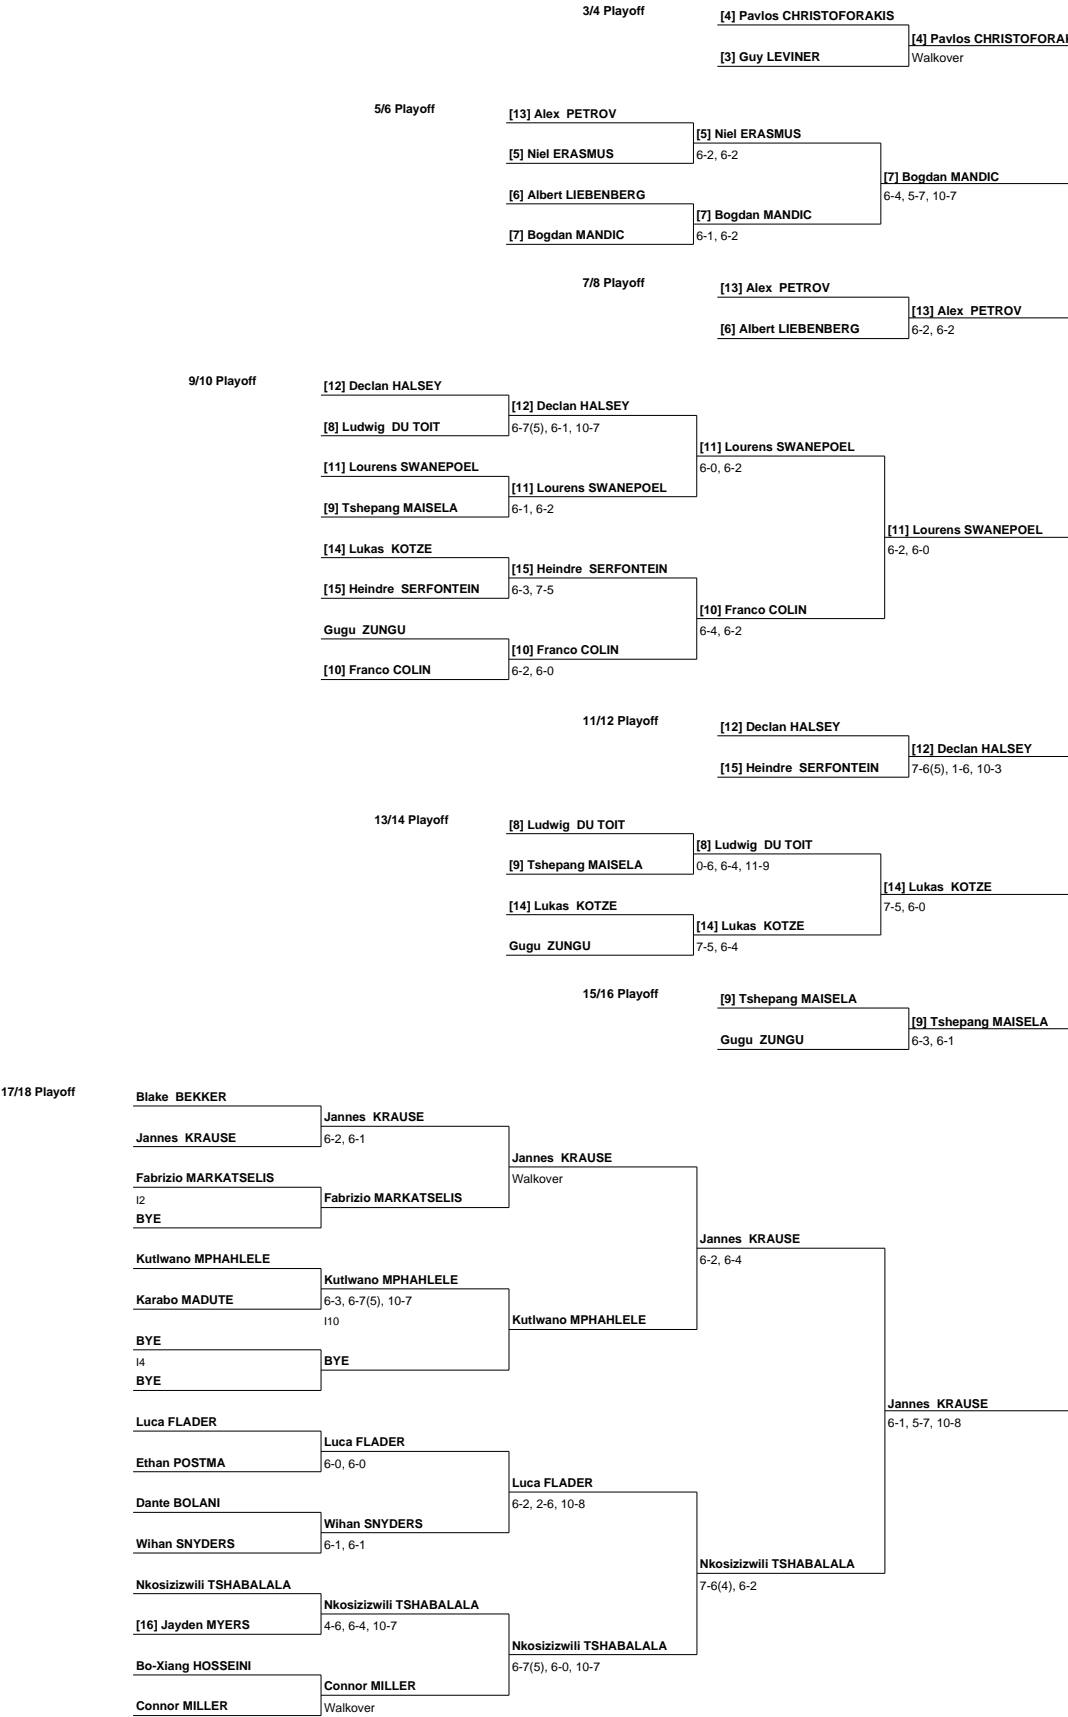 3/4 Playoff
[4] Pavlos CHRISTOFORAKIS
[4] Pavlos CHRISTOFORAK
[3] Guy LEVINER
Walkover
5/6 Playoff
[13] Alex PETROV
[5] Niel ERASMUS
[5] Niel ERASMUS
6-2, 6-2
[7] Bogdan MANDIC
6-4, 5-7, 10-7
[6] Albert LIEBENBERG
[7] Bogdan MANDIC
[7] Bogdan MANDIC
6-1, 6-2
7/8 Playoff
[13] Alex PETROV
[13] Alex PETROV
[6] Albert LIEBENBERG
6-2, 6-2
9/10 Playoff
[12] Declan HALSEY
[12] Declan HALSEY
[8] Ludwig DU TOIT
6-7(5), 6-1, 10-7
[11] Lourens SWANEPOEL
[11] Lourens SWANEPOEL
6-0, 6-2
[11] Lourens SWANEPOEL
[9] Tshepang MAISELA
6-1, 6-2
[11] Lourens SWANEPOEL
6-2, 6-0
[14] Lukas KOTZE
[15] Heindre SERFONTEIN
[15] Heindre SERFONTEIN
6-3, 7-5
[10] Franco COLIN
Gugu ZUNGU
6-4, 6-2
[10] Franco COLIN
[10] Franco COLIN
6-2, 6-0
11/12 Playoff
[12] Declan HALSEY
[12] Declan HALSEY
[15] Heindre SERFONTEIN
7-6(5), 1-6, 10-3
13/14 Playoff
[8] Ludwig DU TOIT
[8] Ludwig DU TOIT
[9] Tshepang MAISELA
0-6, 6-4, 11-9
[14] Lukas KOTZE
7-5, 6-0
[14] Lukas KOTZE
[14] Lukas KOTZE
Gugu ZUNGU
7-5, 6-4
15/16 Playoff
[9] Tshepang MAISELA
[9] Tshepang MAISELA
Gugu ZUNGU
6-3, 6-1
17/18 Playoff
Blake BEKKER
Jannes KRAUSE
Jannes KRAUSE
6-2, 6-1
Jannes KRAUSE
Walkover
Fabrizio MARKATSELIS
I2
Fabrizio MARKATSELIS
BYE
Jannes KRAUSE
6-2, 6-4
Kutlwano MPHAHLELE
Kutlwano MPHAHLELE
Karabo MADUTE
6-3, 6-7(5), 10-7
I10
Kutlwano MPHAHLELE
BYE
I4
BYE
BYE
Jannes KRAUSE
6-1, 5-7, 10-8
Luca FLADER
Luca FLADER
Ethan POSTMA
6-0, 6-0
Luca FLADER
6-2, 2-6, 10-8
Dante BOLANI
Wihan SNYDERS
Wihan SNYDERS
6-1, 6-1
Nkosizizwili TSHABALALA
7-6(4), 6-2
Nkosizizwili TSHABALALA
Nkosizizwili TSHABALALA
[16] Jayden MYERS
4-6, 6-4, 10-7
Nkosizizwili TSHABALALA
6-7(5), 6-0, 10-7
Bo-Xiang HOSSEINI
Connor MILLER
Connor MILLER
Walkover